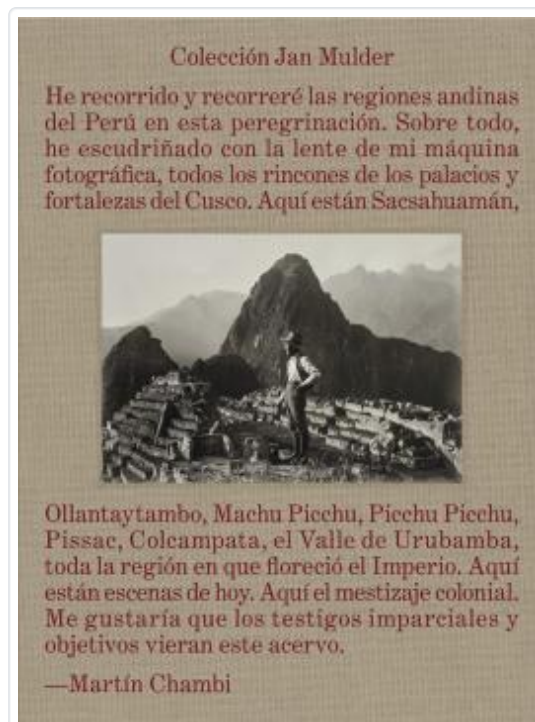 Colección Jan Mulder
He recorrido y recorreré las regiones andinas
del Perú en esta peregrinación. Sobre todo,
he escudriñado con la lente de mi máquina
fotográfica, todos los rincones de los palacios y
fortalezas del Cusco. Aquí están Sacsahuamán,
Ollantaytambo, Machu Picchu, Picchu Picchu,
Pissac, Colcampata, el Valle de Urubamba,
toda la región en que floreció el Imperio. Aquí
están escenas de hoy. Aquí el mestizaje colonial.
Me gustaría que los testigos imparciales y
objetivos vieran este acervo.
—Martín Chambi